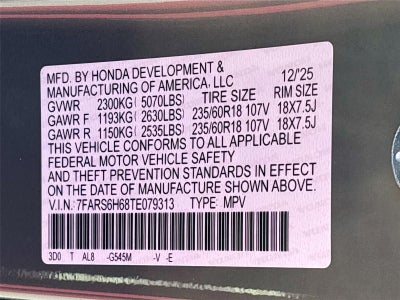 MFD. BY HONDA DEVELOPMENT &
MANUFACTURING OF AMERICA, LLC 12/'25
GVWR 2300KG( 5070LBS) TIRE SIZE RIM SIZE
GAWR F 1193KG( 2630LBS) 235/60R18 107V 18X7.5J
GAWR R 1150KG( 2535LBS) 235/60R18 107V 18X7.5J
THIS VEHICLE CONFORMS TO ALL APPLICABLE
FEDERAL MOTOR VEHICLE SAFETY
AND THEFT PREVENTION STANDARDS IN EFFECT
ON THE DATE OF MANUFACTURE SHOWN ABOVE.
V.I.N: 7FARS6H68TE079313 TYPE: MPV
3D0 T AL8 -G545M -V -E